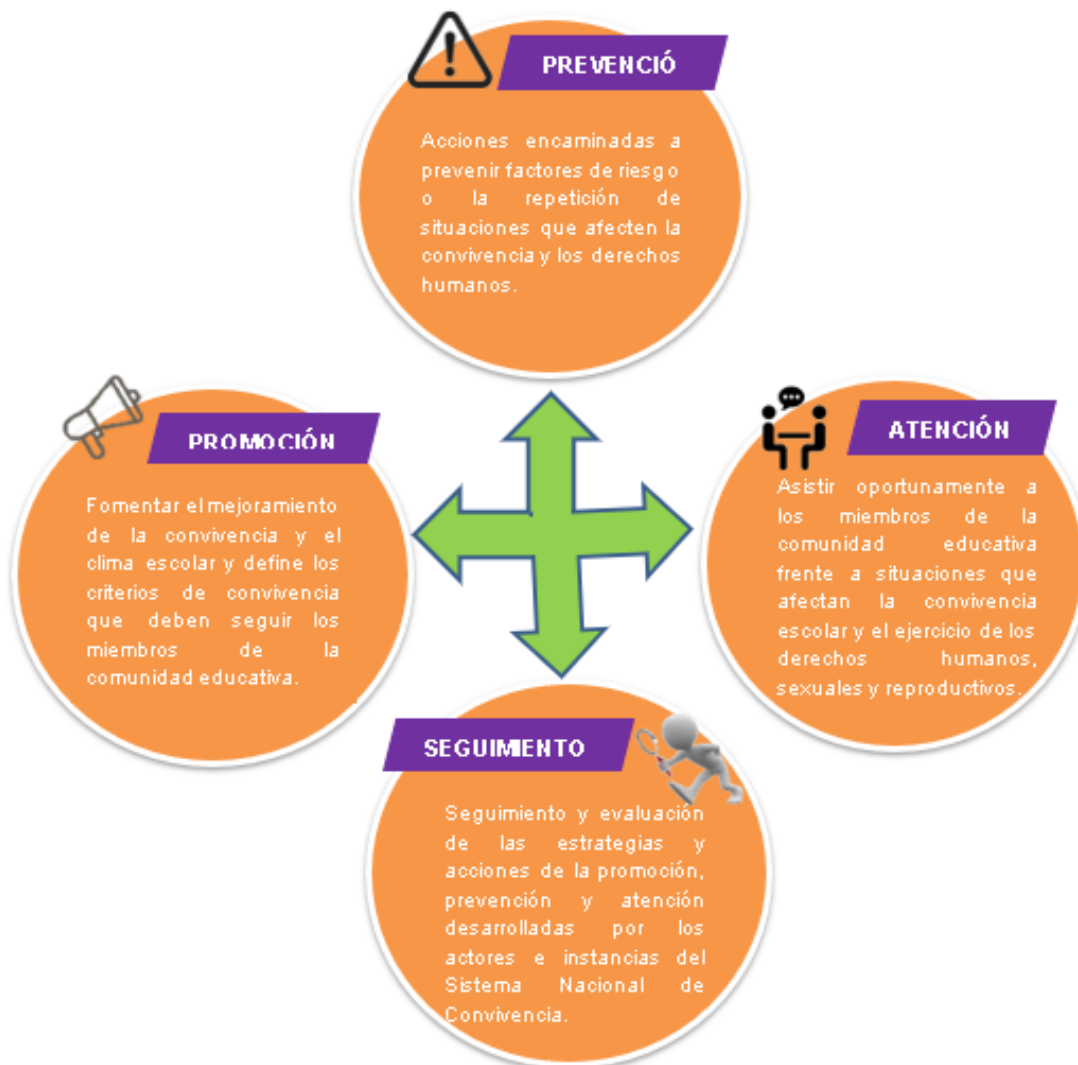 PREVENCIÓ
Acciones encaminadas a
prevenir factores de riesgo
o la repetición de
situaciones que afecten la
convivencia y los derechos
humanos.
PROMOCIÓN
Fomentar el mejoramiento
de la convivencia y el
clima escolar y define los
criterios de convivencia
que deben seguir los
miembros de la
comunidad educativa.
ATENCIÓN
Asistir oportunamente a
los miembros de la
comunidad educativa
frente a situaciones que
afectan la convivencia
escolar y el ejercicio de los
derechos humanos,
sexuales y reproductivos.
SEGUIMIENTO
Seguimiento y evaluación
de las estrategias y
acciones de la promoción,
prevención y atención
desarrolladas por los
actores e instancias del
Sistema Nacional de
Convivencia.